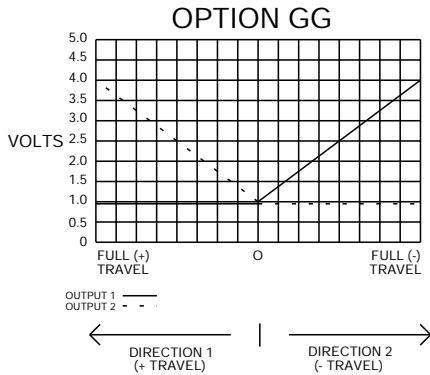 OPTION GG
VOLTS
5.0
4.5
4.0
3.5
3.0
2.5
2.0
1.5
1.0
0.5
0
FULL (+)
TRAVEL
O
FULL (-)
TRAVEL
OUTPUT 1
OUTPUT 2
DIRECTION 1
(+ TRAVEL)
DIRECTION 2
(- TRAVEL)